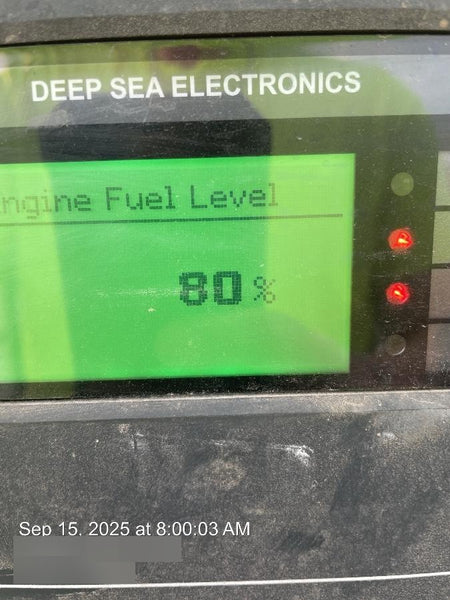 DEEP SEA ELECTRONICS
ngine Fuel Level
80 %
Sep 15, 2025 at 8:00:03 AM